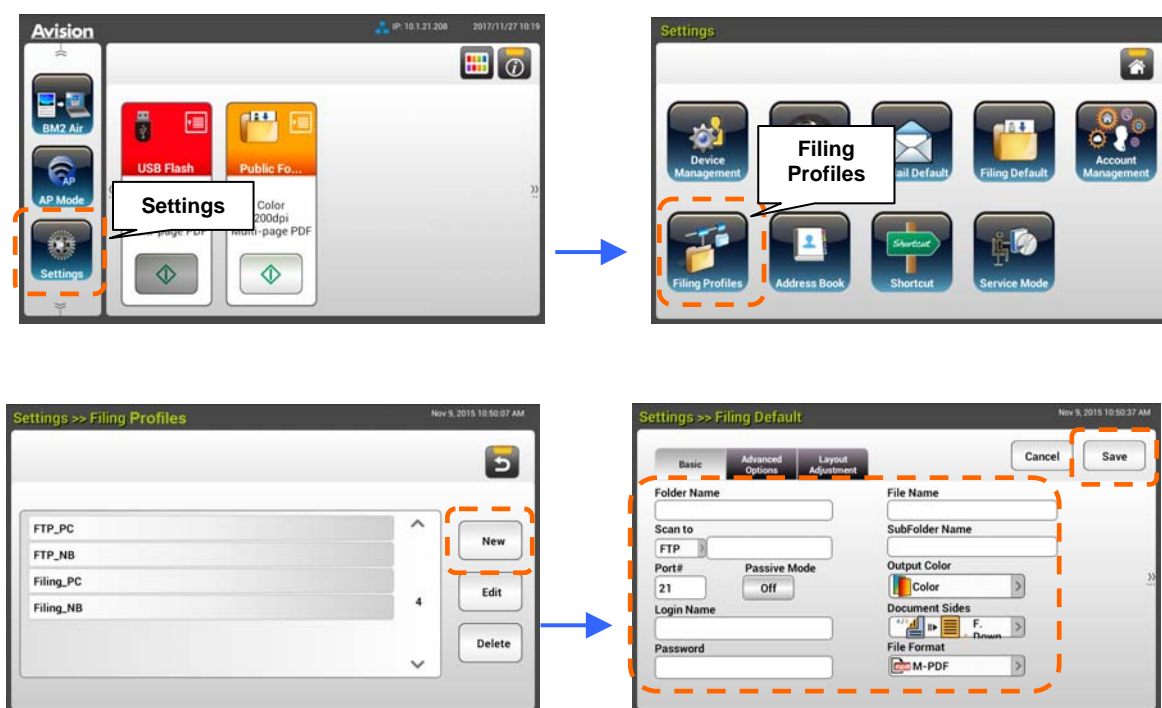 Avision
IP: 10.1.21.208
2017/11/27 10:19
BM2 Air
AP
AP Mode
Settings
USB Flash
Public Fo...
Settings
Color
200dpi
Multi-page PDF
Settings
Device
Management
ail Default
Filing Default
Account
Management
Filing
Profiles
Filing Profiles
Address Book
Shortcut
Shortcut
Service Mode
Settings >> Filing Profiles
Nov 9, 2015 10:50:07 AM
FTP_PC
FTP_NB
Filing_PC
Filing_NB
4
New
Edit
Delete
Settings >> Filing Default
Nov 9, 2015 10:50:37 AM
Basic
Advanced
Options
Layout
Adjustment
Cancel
Save
Folder Name
File Name
Scan to
SubFolder Name
FTP
Port#
Passive Mode
Output Color
21
Off
Color
Login Name
Document Sides
F.
Down
Password
File Format
M-PDF